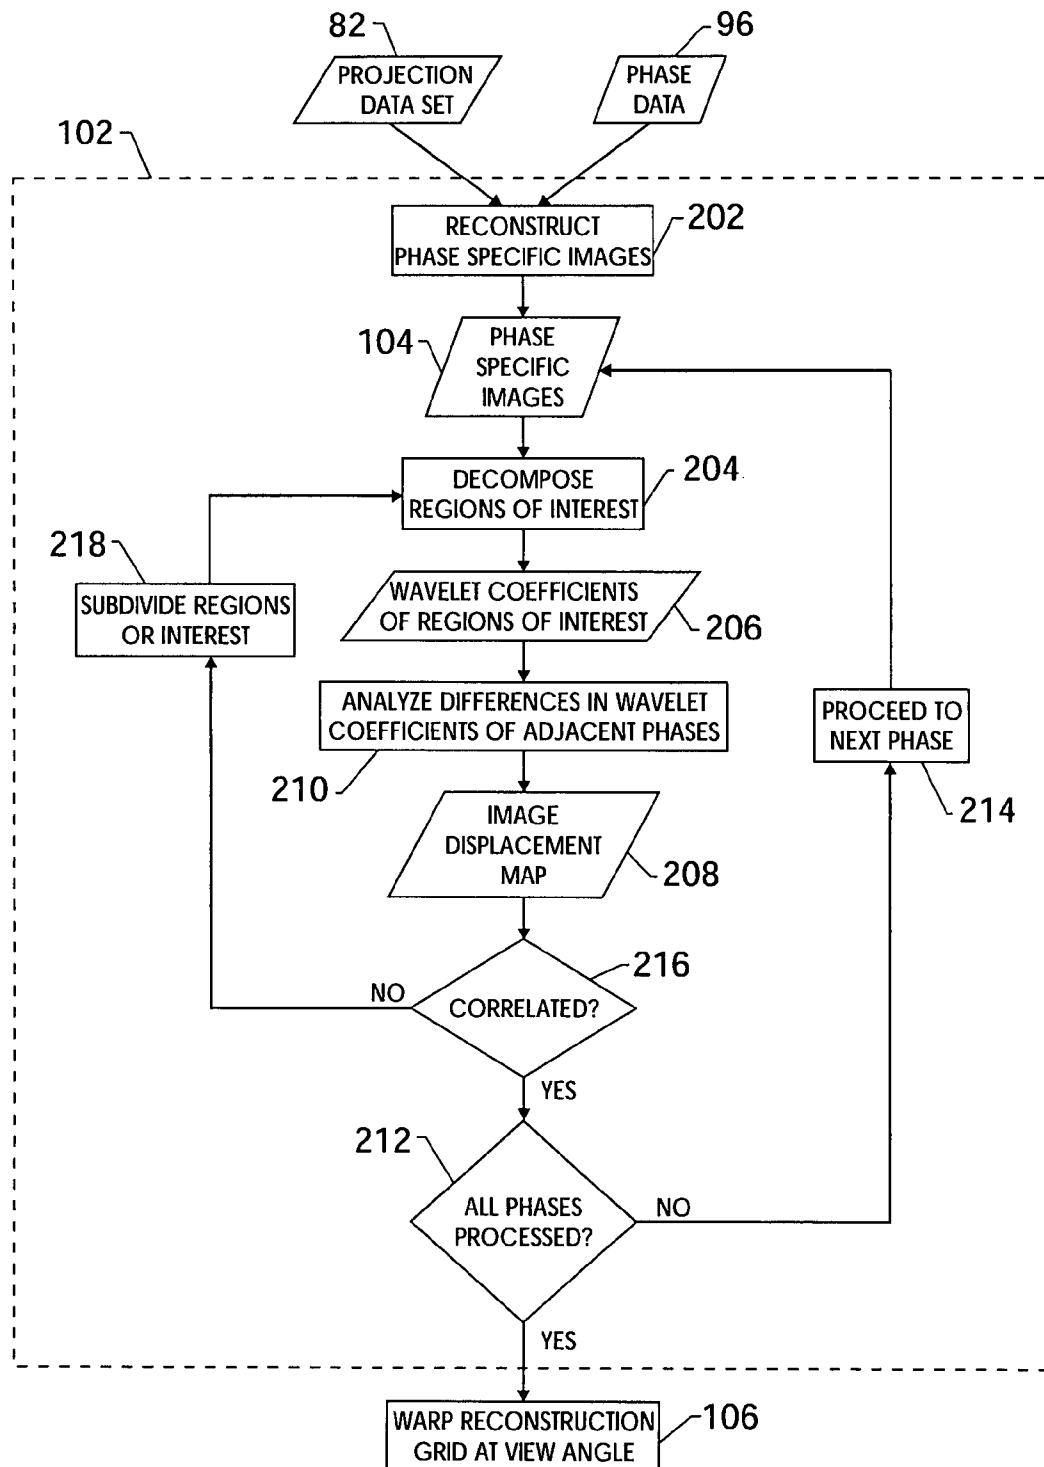 82
96
PROJECTION
DATA SET
PHASE
DATA
102
RECONSTRUCT
PHASE SPECIFIC IMAGES
202
104
PHASE
SPECIFIC
IMAGES
DECOMPOSE
REGIONS OF INTEREST
204
218
SUBDIVIDE REGIONS
OR INTEREST
WAVELET COEFFICIENTS
OF REGIONS OF INTEREST
206
ANALYZE DIFFERENCES IN WAVELET
COEFFICIENTS OF ADJACENT PHASES
210
PROCEED TO
NEXT PHASE
214
IMAGE
DISPLACEMENT
MAP
208
216
NO
CORRELATED?
YES
212
ALL PHASES
PROCESSED?
NO
YES
WARP RECONSTRUCTION
GRID AT VIEW ANGLE
106